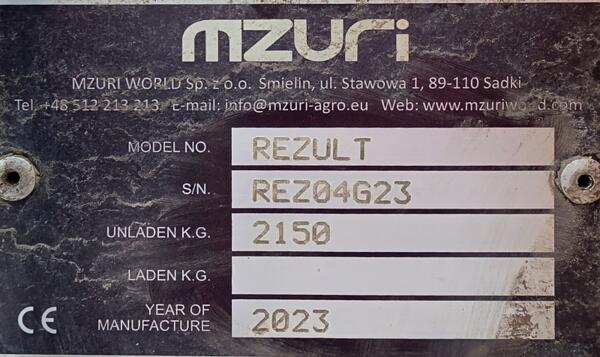 mzuri
MZURI WORLD Sp. z o.o. Śmielin, ul. Stawowa 1, 89-110 Sadki
Tel. +48 512 213 213. E-mail: info@mzuri-agro.eu Web: www.mzuriworld.com
MODEL NO. REZULT
S/N. REZ04G23
UNLADEN K.G. 2150
LADEN K.G.
YEAR OF
MANUFACTURE 2023
CE